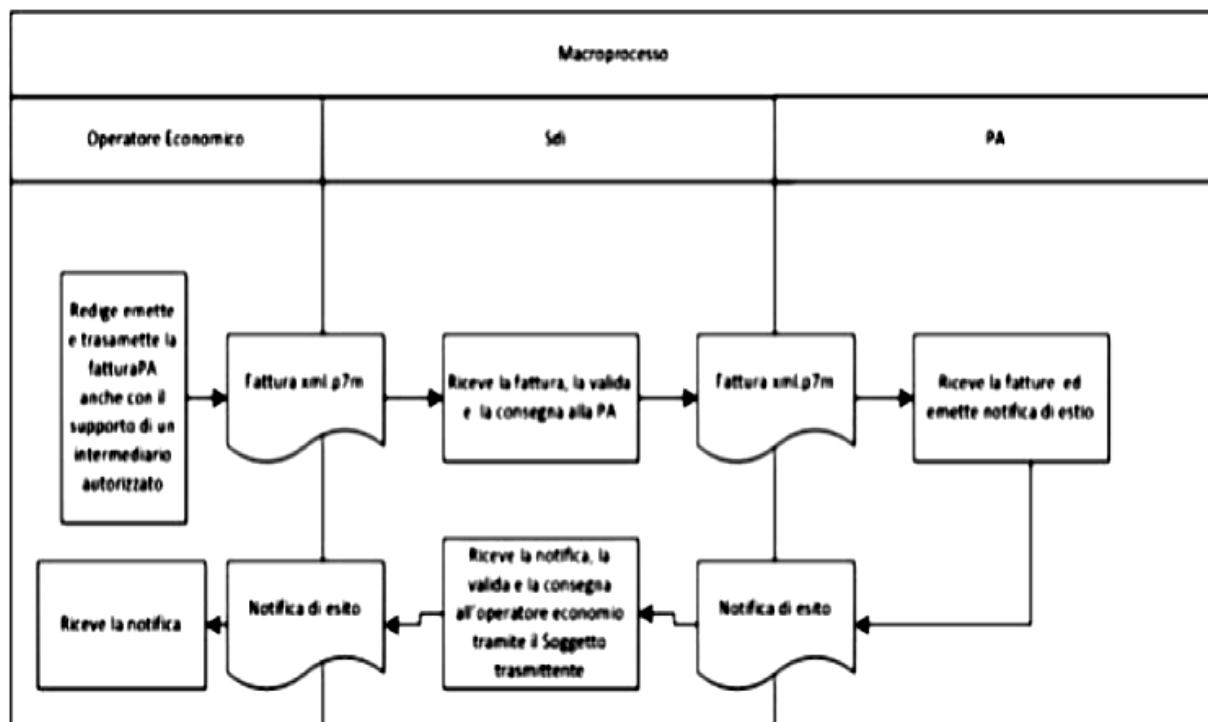 Macroprocesso
Operatore Economico
SdI
PA
Redige emette
e trasamette la
fatturaPA
anche con il
supporto di un
intermediario
autorizzato
Fattura xml.p7m
Riceve la fattura, la valida
e la consegna alla PA
Fattura xml.p7m
Riceve la fatture ed
emette notifica di estio
Riceve la notifica
Notifica di esito
Riceve la notifica, la
valida e la consegna
all'operatore economio
tramite il Soggetto
trasmittente
Notifica di esito